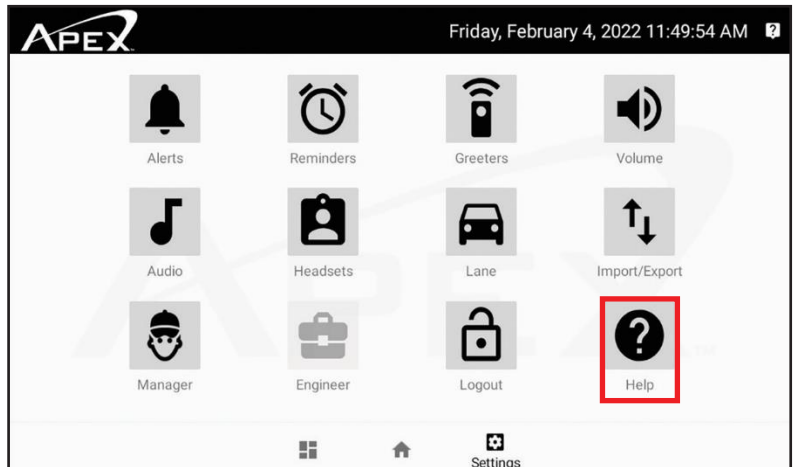 APEX
Friday, February 4, 2022 11:49:54 AM
Alerts Reminders Greeters Volume
Audio Headsets Lane Import/Export
Manager Engineer Logout Help
Settings
APEX